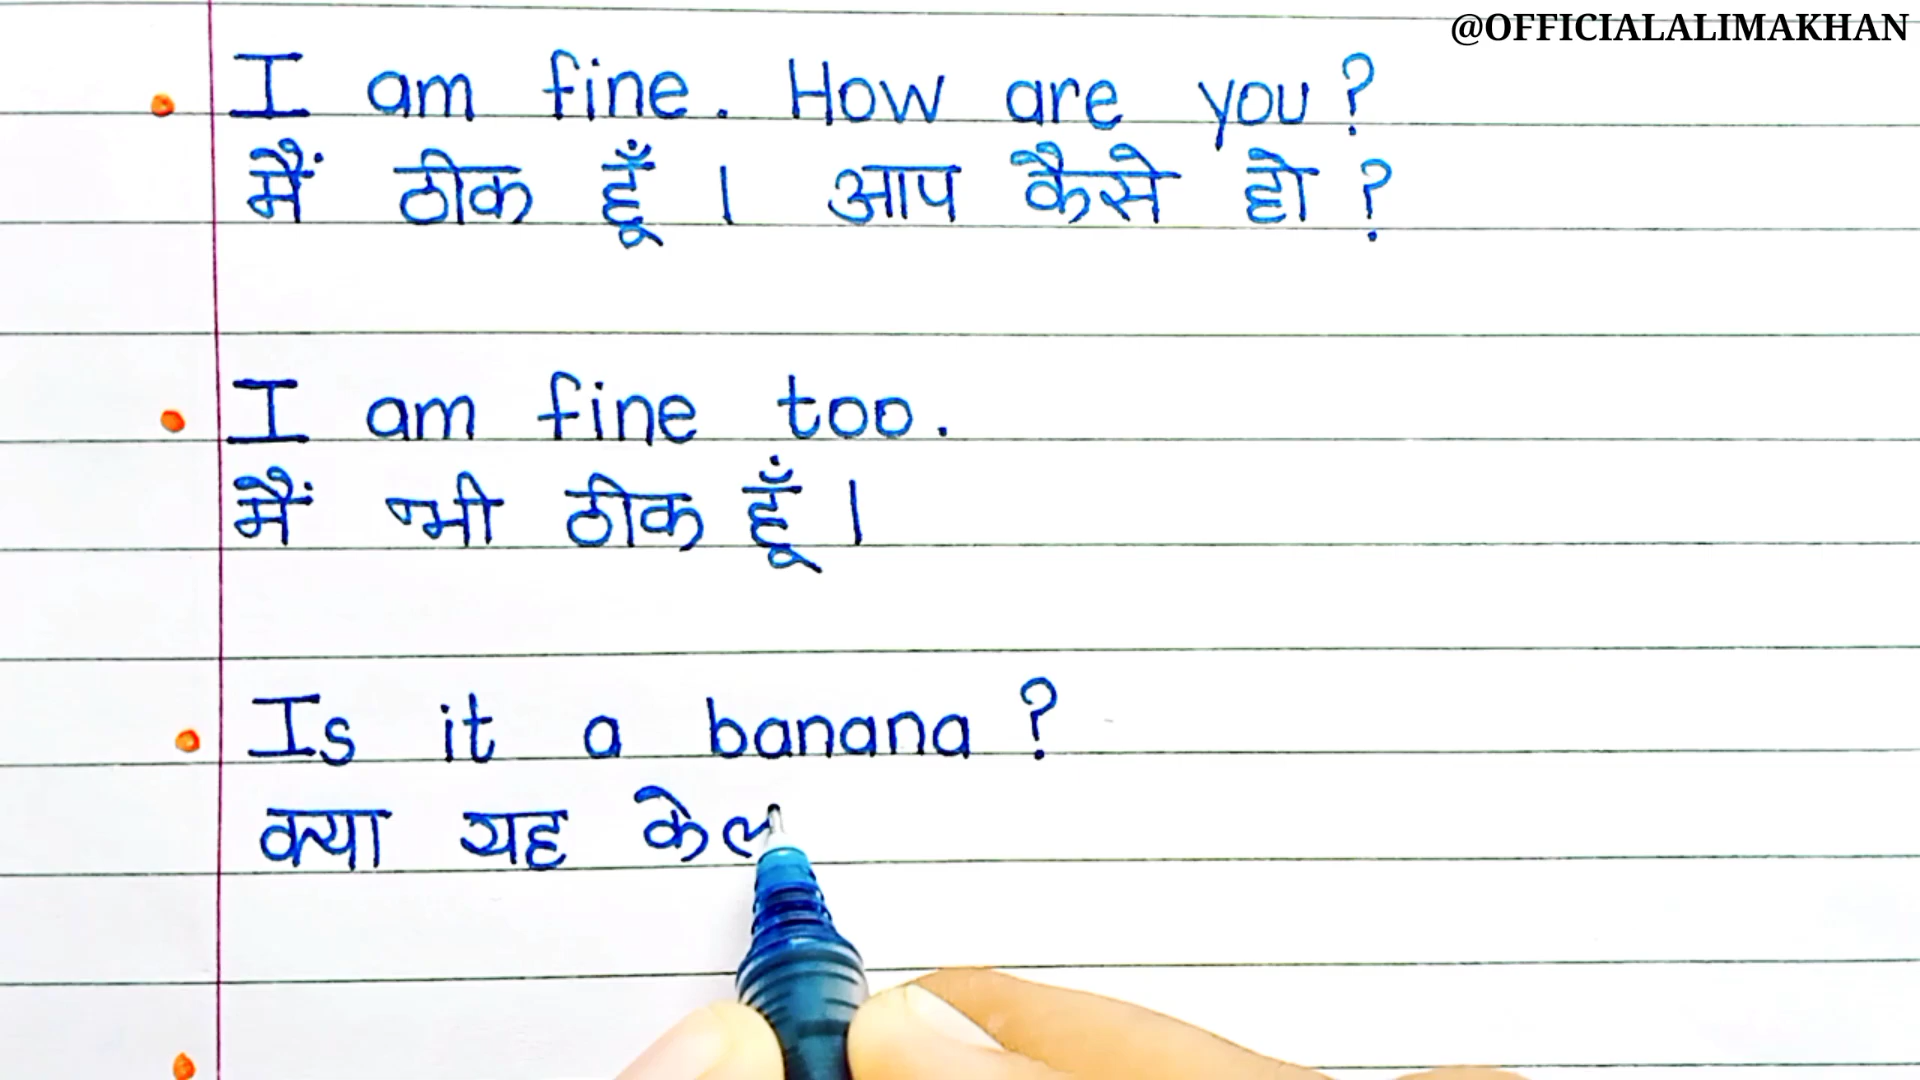 @OFFICIALALIMAKHAN
I am fine. How are you?
मैं ठीक हूँ। आप कैसे हो?
I am fine too.
मैं भी ठीक हूँ।
Is it a banana?
क्या यह